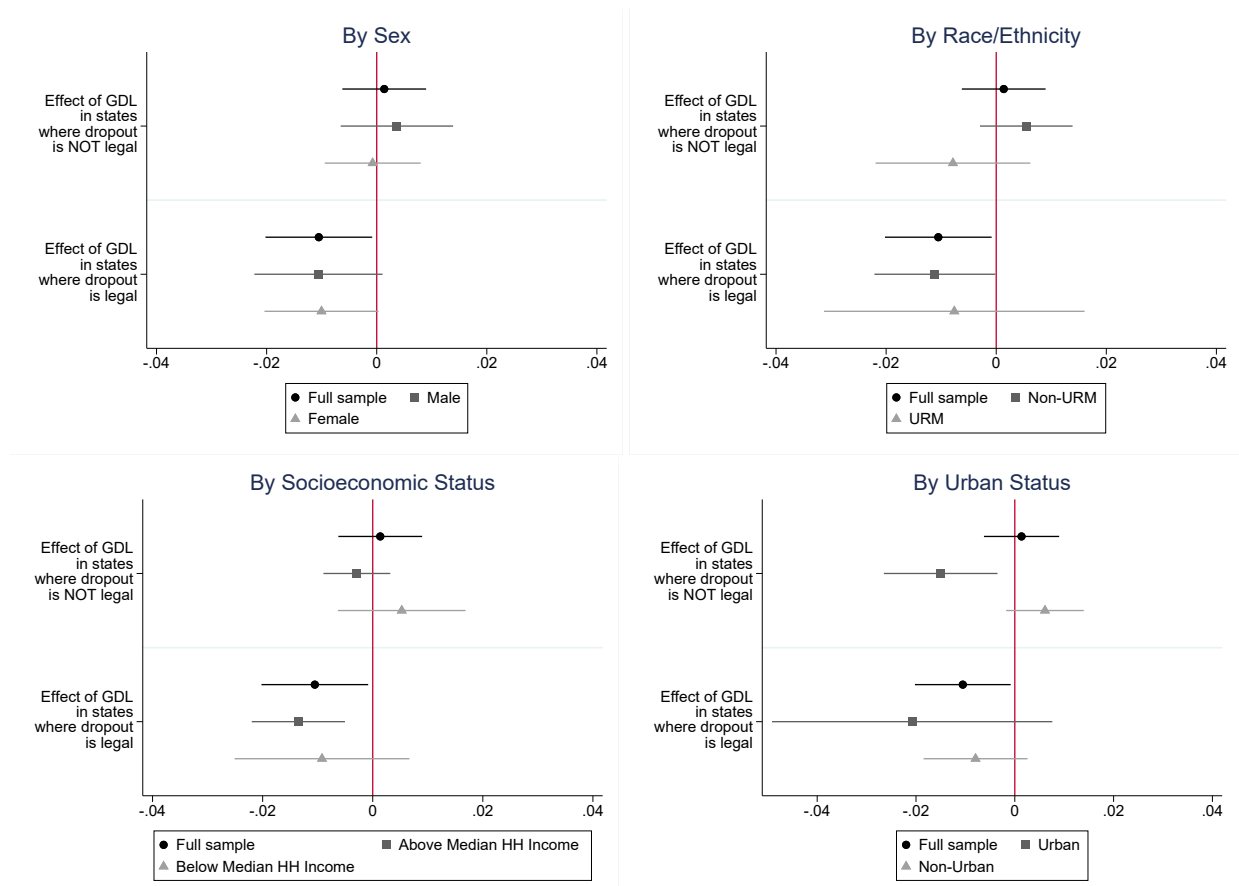 By Sex
Effect of GDL
in states
where dropout
is NOT legal
Effect of GDL
in states
where dropout
is legal
-.04 -.02 0 .02 .04
Full sample Male
Female
By Race/Ethnicity
Effect of GDL
in states
where dropout
is NOT legal
Effect of GDL
in states
where dropout
is legal
-.04 -.02 0 .02 .04
Full sample Non-URM
URM
By Socioeconomic Status
Effect of GDL
in states
where dropout
is NOT legal
Effect of GDL
in states
where dropout
is legal
-.04 -.02 0 .02 .04
Full sample Above Median HH Income
Below Median HH Income
By Urban Status
Effect of GDL
in states
where dropout
is NOT legal
Effect of GDL
in states
where dropout
is legal
-.04 -.02 0 .02 .04
Full sample Urban
Non-Urban